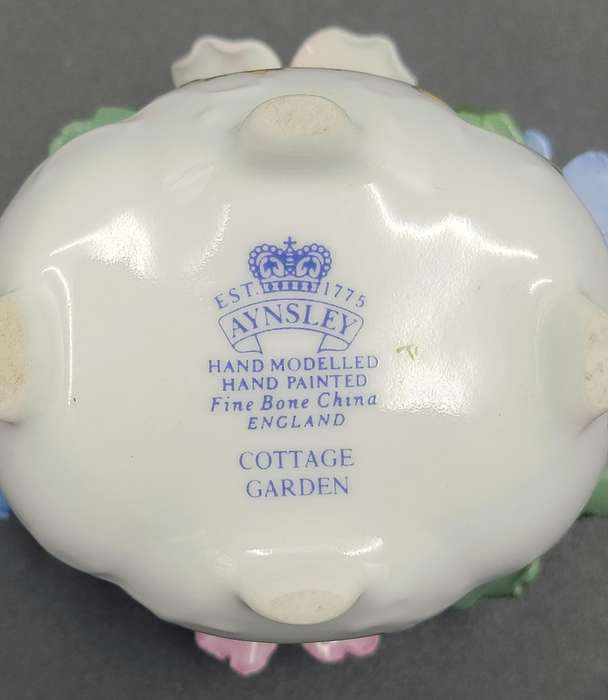 EST. 1775
AYNSLEY
HAND MODELLED
HAND PAINTED
Fine Bone China
ENGLAND
COTTAGE
GARDEN